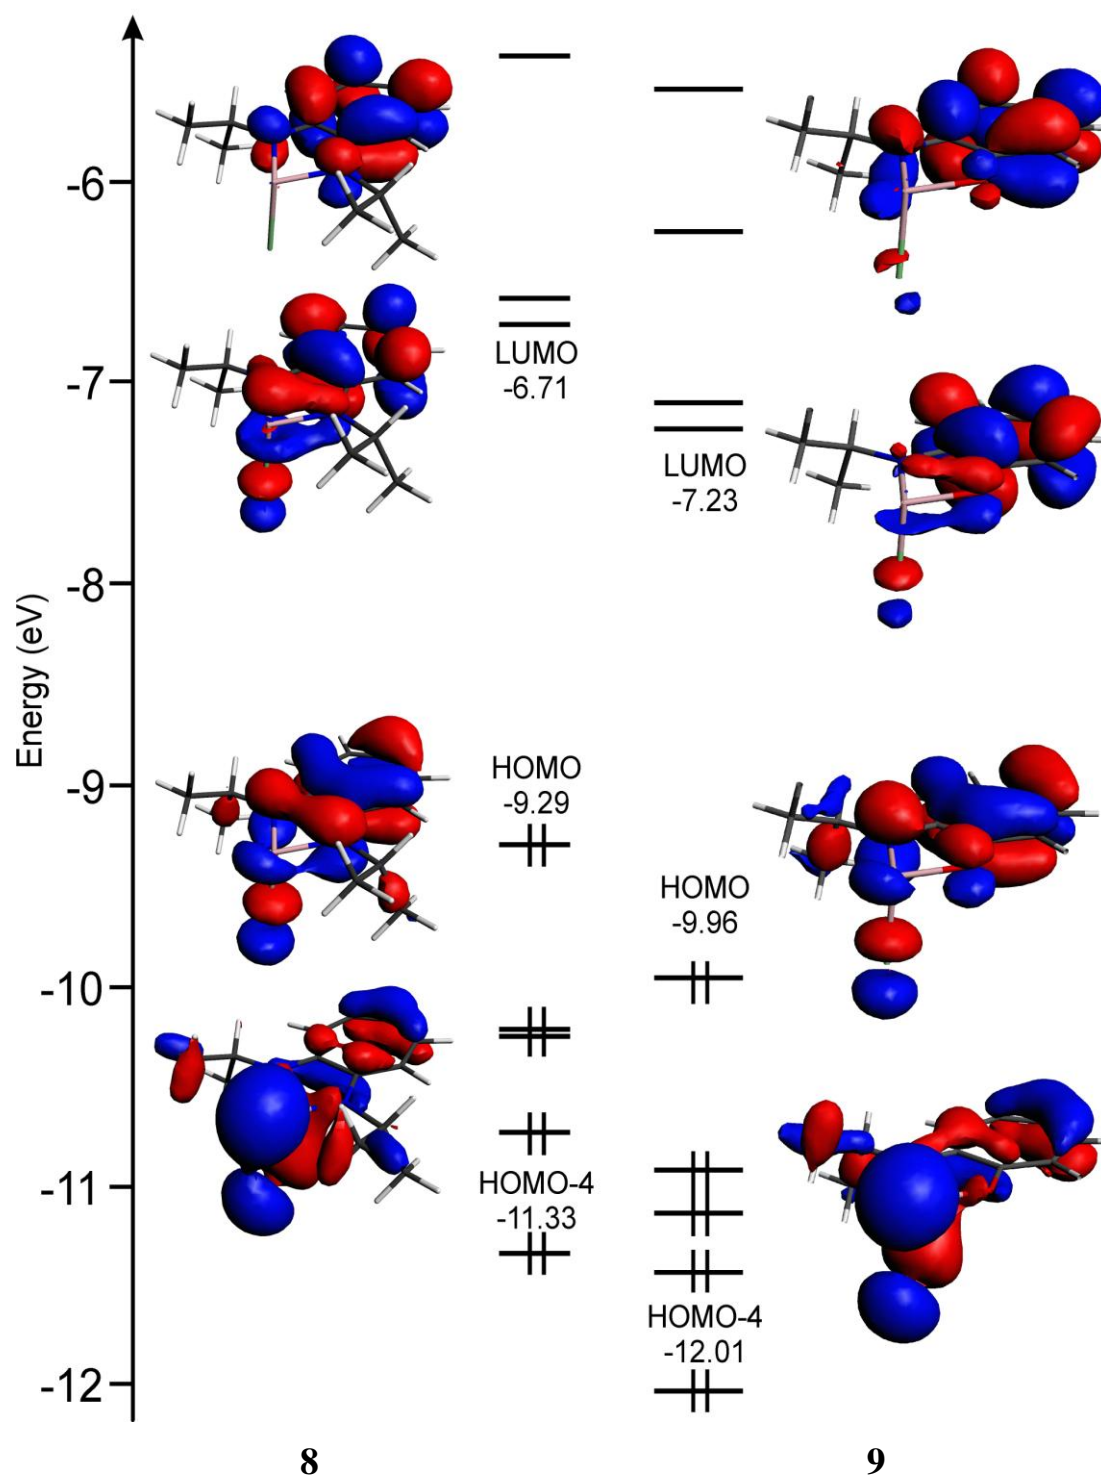 -6
-7
-8
-9
-10
-11
-12
Energy (eV)
LUMO
-6.71
LUMO
-7.23
HOMO
-9.29
HOMO
-9.96
HOMO-4
-11.33
HOMO-4
-12.01
8
9